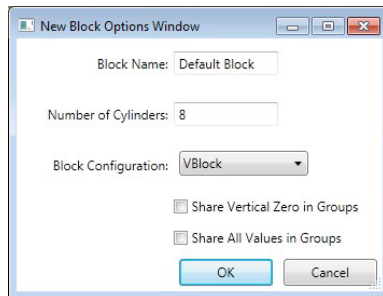 New Block Options Window
Block Name: Default Block
Number of Cylinders: 8
Block Configuration: VBlock
Share Vertical Zero in Groups
Share All Values in Groups
OK Cancel